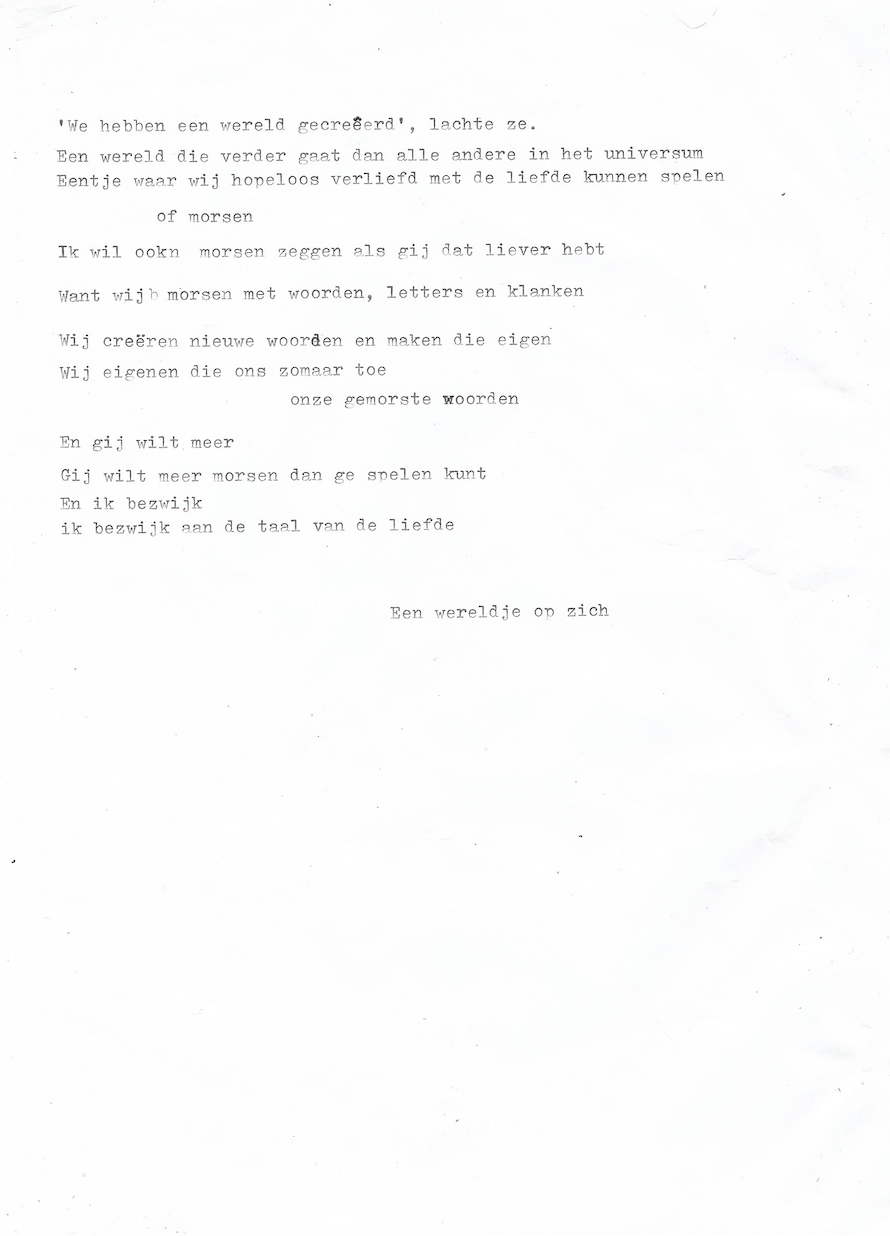 'We hebben een wereld gecreëerd', lachte ze.
Een wereld die verder gaat dan alle andere in het universum
Eentje waar wij hopeloos verliefd met de liefde kunnen spelen
of morsen
Ik wil ookn morsen zeggen als gij dat liever hebt
Want wijh morsen met woorden, letters en klanken
Wij creëren nieuwe woorden en maken die eigen
Wij eigenen die ons zomaar toe
onze gemorste woorden
En gij wilt meer
Gij wilt meer morsen dan ge spelen kunt
En ik bezwijk
ik bezwijk aan de taal van de liefde
Een wereldje op zich